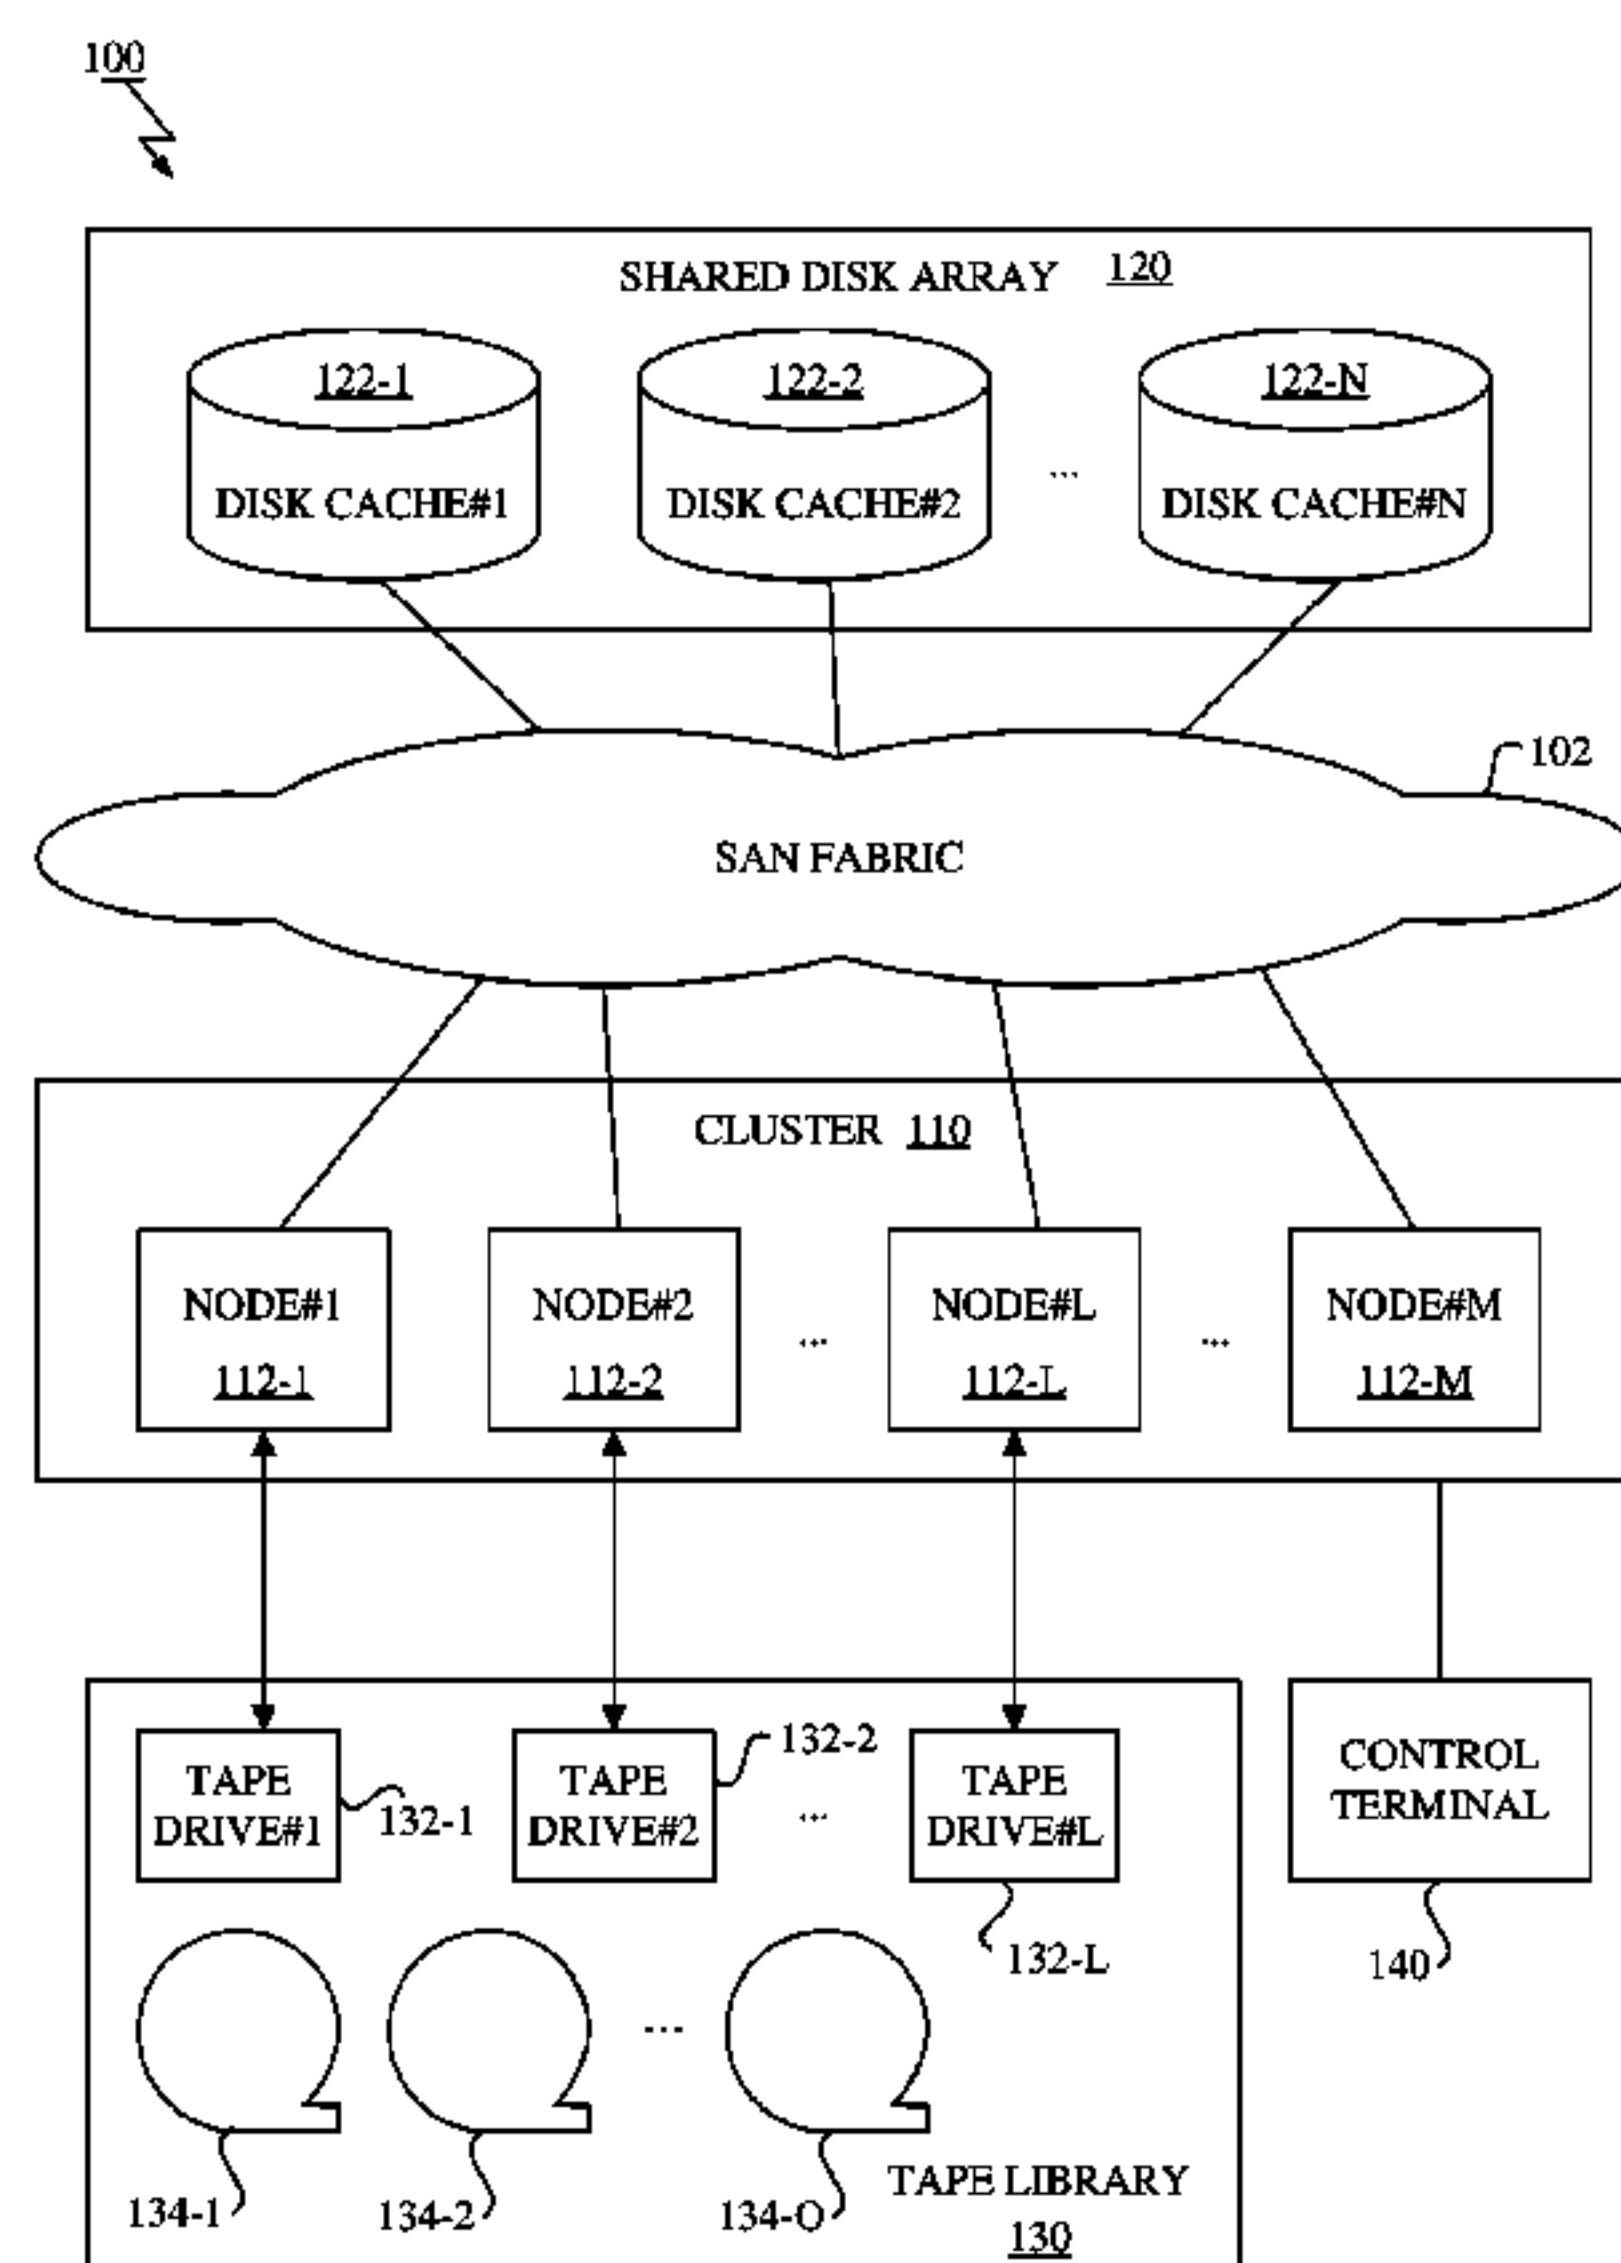 100
SHARED DISK ARRAY 120
122-1 122-2 122-N
DISK CACHE#1 DISK CACHE#2 ... DISK CACHE#N
102
SAN FABRIC
CLUSTER 110
NODE#1 NODE#2 ... NODE#L ... NODE#M
112-1 112-2 112-L 112-M
TAPE DRIVE#1
132-1
TAPE DRIVE#2
132-2
...
TAPE DRIVE#L
132-L
CONTROL
TERMINAL
140
...
134-1 134-2 134-O
TAPE LIBRARY
130